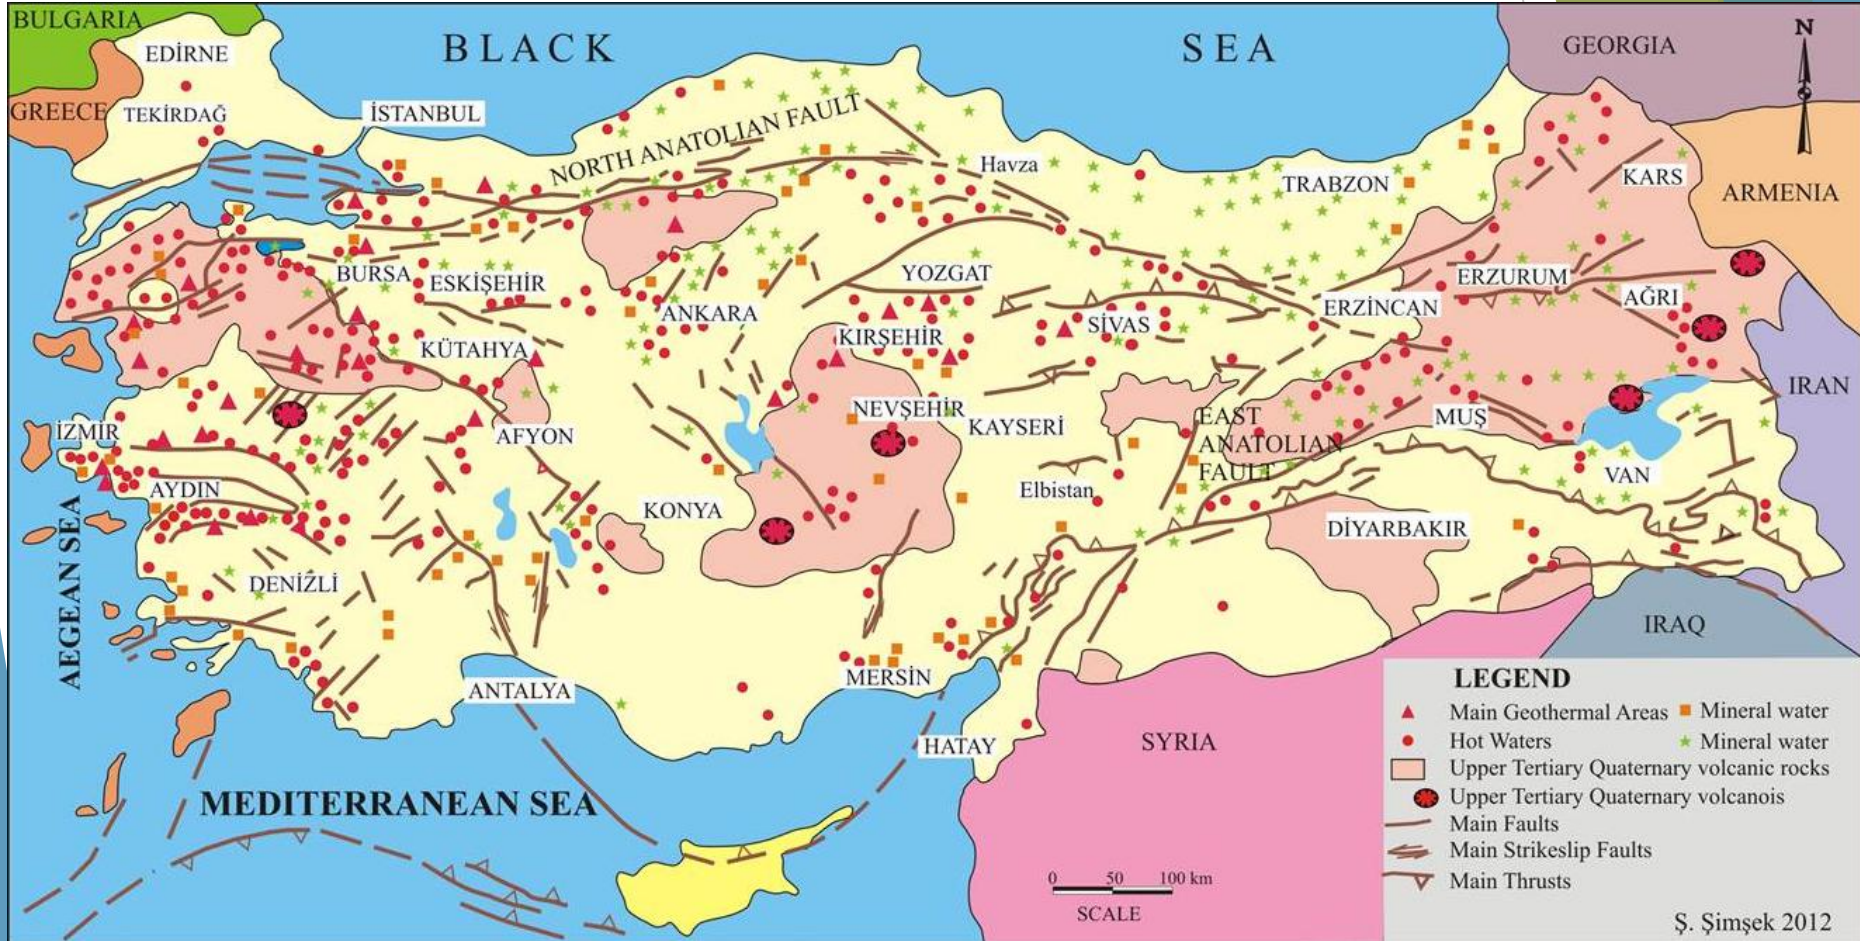 BULGARIA
EDİRNE
BLACK SEA
GEORGIA
N
GREECE
TEKİRDAĞ
İSTANBUL
NORTH ANATOLIAN FAULT
Havza
TRABZON
KARS
ARMENIA
BURSA
ESKİŞEHİR
YOZGAT
ERZURUM
ANKARA
ERZİNCAN
AĞRI
SİVAS
KIRŞEHİR
KÜTAHYA
IRAN
NEVŞEHİR
KAYSERİ
EAST
ANATOLIAN
FAULT
MUŞ
İZMİR
AFYON
VAN
AYDIN
Elbistan
KONYA
DİYARBAKIR
AEGEAN SEA
DENİZLİ
IRAQ
MERSİN
ANTALYA
HATAY
SYRIA
MEDITERRANEAN SEA
LEGEND
Main Geothermal Areas
Mineral water
Hot Waters
Mineral water
Upper Tertiary Quaternary volcanic rocks
Upper Tertiary Quaternary volcanois
Main Faults
Main Strikeslip Faults
Main Thrusts
0 50 100 km
SCALE
Ş. Şimşek 2012